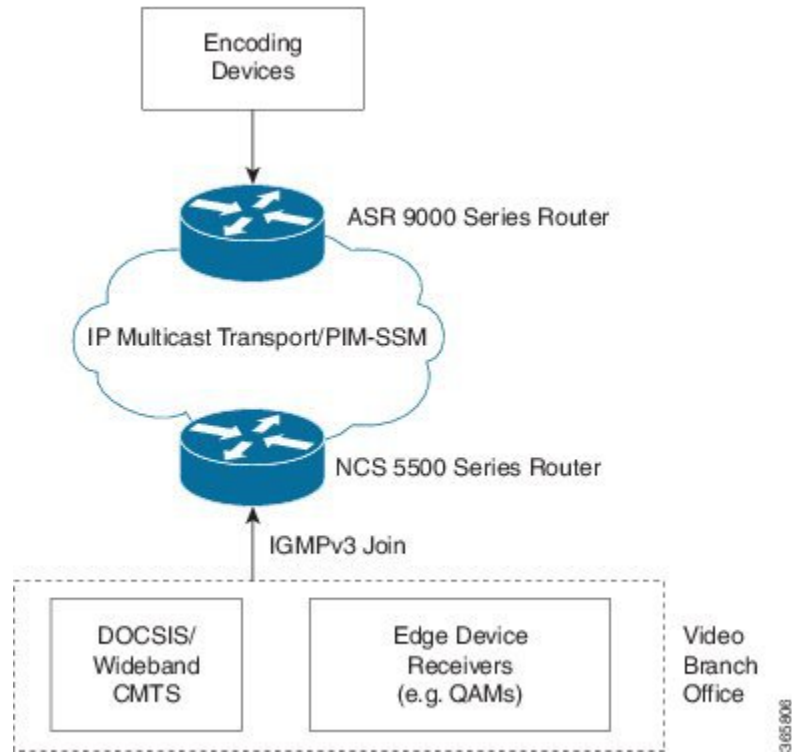 Encoding
Devices
ASR 9000 Series Router
IP Multicast Transport/PIM-SSM
NCS 5500 Series Router
IGMPv3 Join
DOCSIS/
Wideband
CMTS
Edge Device
Receivers
(e.g. QAMs)
Video
Branch
Office
365806